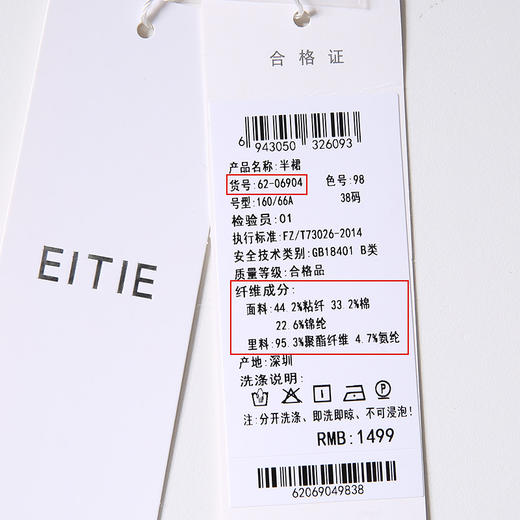 EITIE
合格证
6 943050 326093
产品名称:半裙
货号:62-06904 色号:98
号型:160/66A 38码
检验员:01
执行标准:FZ/T73026-2014
安全技术类别:GB18401 B类
质量等级:合格品
纤维成分:
面料:44.2%粘纤 33.2%棉
22.6%锦纶
里料:95.3%聚酯纤维 4.7%氨纶
产地:深圳
洗涤说明:
注:分开洗涤、即洗即晾、不可浸泡!
RMB:1499
62069049838